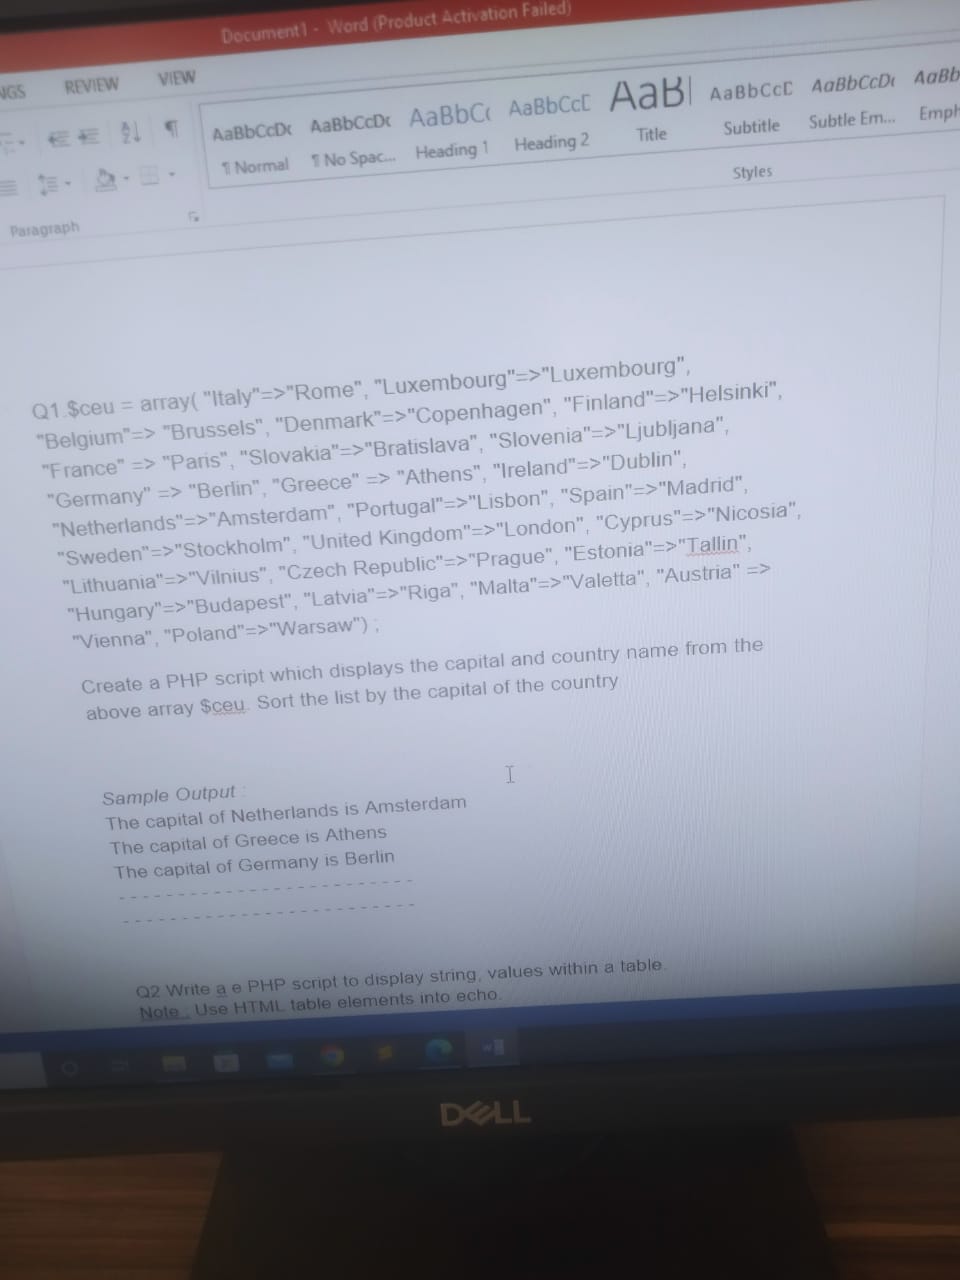 Document1 - Word (Product Activation Failed)
NGS REVIEW VIEW
AaBbCcDc AaBbCcDc AaBbCc AaBbCcD AaB AaBbCcD AaBbCcDc AaBb
¶ Normal ¶ No Spac... Heading 1 Heading 2 Title Subtitle Subtle Em... Emph
Paragraph Styles
Q1.$ceu = array( "Italy"=>"Rome", "Luxembourg"=>"Luxembourg",
"Belgium"=> "Brussels", "Denmark"=>"Copenhagen", "Finland"=>"Helsinki",
"France" => "Paris", "Slovakia"=>"Bratislava", "Slovenia"=>"Ljubljana",
"Germany" => "Berlin", "Greece" => "Athens", "Ireland"=>"Dublin",
"Netherlands"=>"Amsterdam", "Portugal"=>"Lisbon", "Spain"=>"Madrid",
"Sweden"=>"Stockholm", "United Kingdom"=>"London", "Cyprus"=>"Nicosia",
"Lithuania"=>"Vilnius", "Czech Republic"=>"Prague", "Estonia"=>"Tallin",
"Hungary"=>"Budapest", "Latvia"=>"Riga", "Malta"=>"Valetta", "Austria" =>
"Vienna", "Poland"=>"Warsaw") ;
Create a PHP script which displays the capital and country name from the
above array $ceu. Sort the list by the capital of the country
Sample Output :
The capital of Netherlands is Amsterdam
The capital of Greece is Athens
The capital of Germany is Berlin
- - - - - - - - - - - - - - - - - - - - - - - - -
- - - - - - - - - - - - - - - - - - - - - - - - -
Q2 Write a e PHP script to display string, values within a table.
Note : Use HTML table elements into echo.
DELL